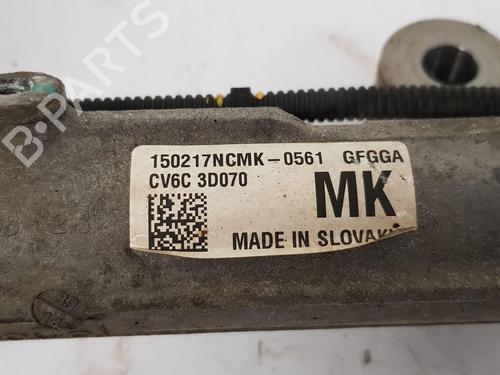 150217NCMK-0561 GFGGA
CV6C 3D070
MK
MADE IN SLOVAKI
B-PARTS